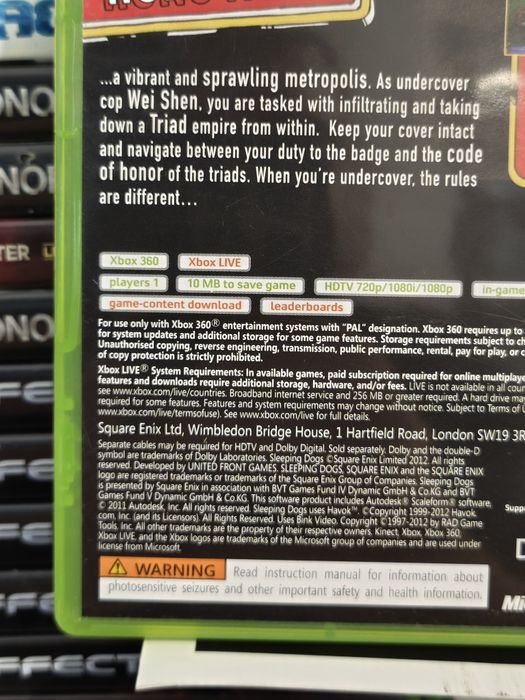 ...a vibrant and sprawling metropolis. As undercover
cop Wei Shen, you are tasked with infiltrating and taking
down a Triad empire from within. Keep your cover intact
and navigate between your duty to the badge and the code
of honor of the triads. When you're undercover, the rules
are different...
Xbox 360 Xbox LIVE
players 1 10 MB to save game HDTV 720p/1080i/1080p in-game
game-content download leaderboards
For use only with Xbox 360® entertainment systems with "PAL" designation. Xbox 360 requires up to
for system updates and additional storage for some game features. Storage requirements subject to
Unauthorised copying, reverse engineering, transmission, public performance, rental, pay for play, or
of copy protection is strictly prohibited.
Xbox LIVE® System Requirements: In available games, paid subscription required for online multiplayer
features and downloads require additional storage, hardware, and/or fees. LIVE is not available in all
see www.xbox.com/live/countries. Broadband internet service and 256 MB or greater required. A hard drive may
required for some features. Features and system requirements may change without notice. Subject to Terms of
www.xbox.com/live/termsofuse). See www.xbox.com/live for full details.
Square Enix Ltd, Wimbledon Bridge House, 1 Hartfield Road, London SW19 3R
Separate cables may be required for HDTV and Dolby Digital. Sold separately. Dolby and the double-D
symbol are trademarks of Dolby Laboratories. Sleeping Dogs © Square Enix Limited 2012. All rights
reserved. Developed by UNITED FRONT GAMES. SLEEPING DOGS, SQUARE ENIX and the SQUARE ENIX
logo are registered trademarks or trademarks of the Square Enix Group of Companies. Sleeping Dogs
is presented by Square Enix in association with BVT Games Fund IV Dynamic GmbH & Co.KG and BVT
Games Fund V Dynamic GmbH & Co.KG. This software product includes Autodesk® Scaleform® software,
© 2011 Autodesk, Inc. All rights reserved. Sleeping Dogs uses Havok™. ©Copyright 1999-2012 Havok.
com, Inc. (and its Licensors). All Rights Reserved. Uses Bink Video. Copyright ©1997-2012 by RAD Game
Tools, Inc. All other trademarks are the property of their respective owners. Kinect, Xbox, Xbox 360,
Xbox LIVE, and the Xbox logos are trademarks of the Microsoft group of companies and are used under
license from Microsoft.
WARNING Read instruction manual for information about
photosensitive seizures and other important safety and health information.